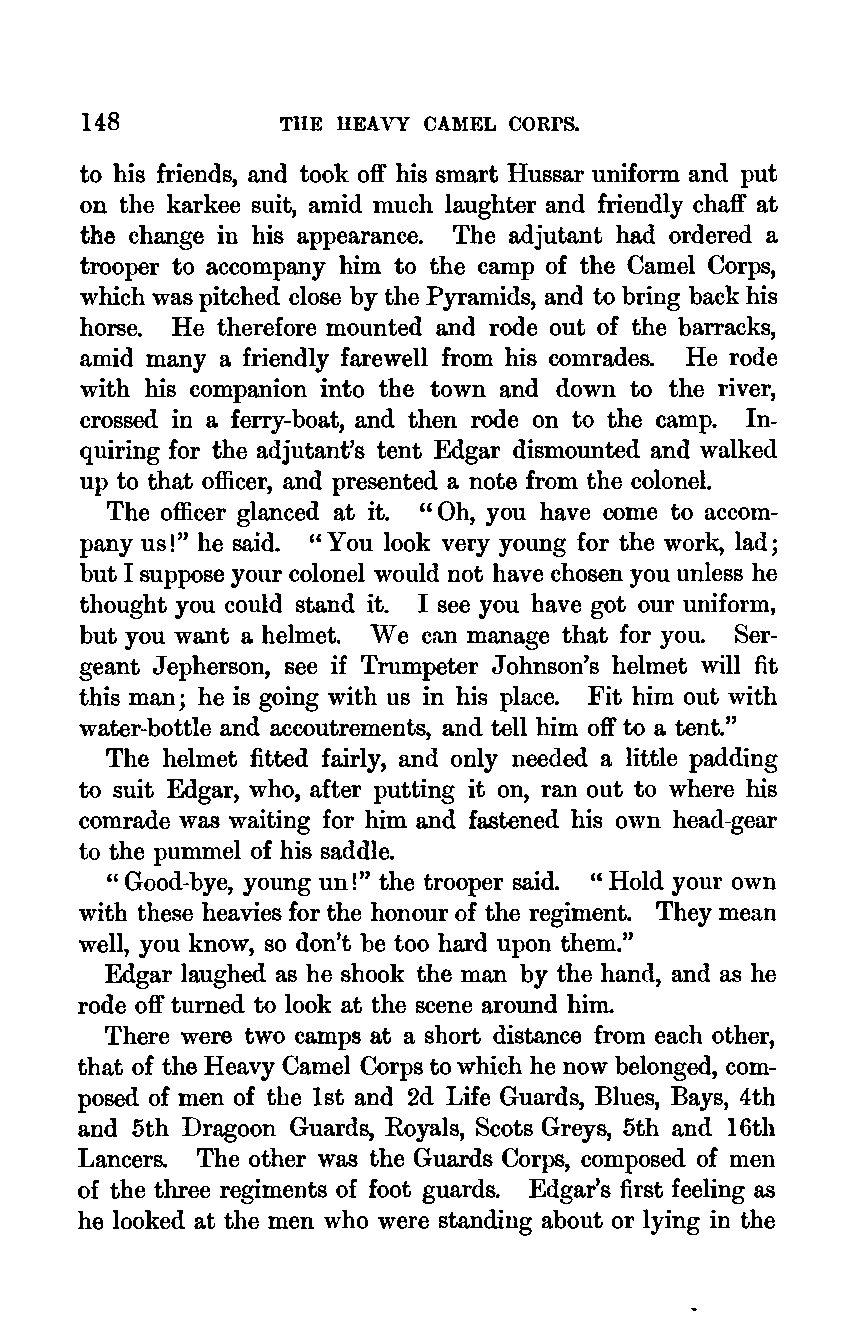 148 THE HEAVY CAMEL CORPS.
to his friends, and took off his smart Hussar uniform and put
on the karkee suit, amid much laughter and friendly chaff at
the change in his appearance. The adjutant had ordered a
trooper to accompany him to the camp of the Camel Corps,
which was pitched close by the Pyramids, and to bring back his
horse. He therefore mounted and rode out of the barracks,
amid many a friendly farewell from his comrades. He rode
with his companion into the town and down to the river,
crossed in a ferry-boat, and then rode on to the camp. In-
quiring for the adjutant's tent Edgar dismounted and walked
up to that officer, and presented a note from the colonel.
The officer glanced at it. "Oh, you have come to accom-
pany us!" he said. "You look very young for the work, lad;
but I suppose your colonel would not have chosen you unless he
thought you could stand it. I see you have got our uniform,
but you want a helmet. We can manage that for you. Ser-
geant Jepherson, see if Trumpeter Johnson's helmet will fit
this man; he is going with us in his place. Fit him out with
water-bottle and accoutrements, and tell him off to a tent."
The helmet fitted fairly, and only needed a little padding
to suit Edgar, who, after putting it on, ran out to where his
comrade was waiting for him and fastened his own head-gear
to the pummel of his saddle.
"Good-bye, young un!" the trooper said. "Hold your own
with these heavies for the honour of the regiment. They mean
well, you know, so don't be too hard upon them."
Edgar laughed as he shook the man by the hand, and as he
rode off turned to look at the scene around him.
There were two camps at a short distance from each other,
that of the Heavy Camel Corps to which he now belonged, com-
posed of men of the 1st and 2d Life Guards, Blues, Bays, 4th
and 5th Dragoon Guards, Royals, Scots Greys, 5th and 16th
Lancers. The other was the Guards Corps, composed of men
of the three regiments of foot guards. Edgar's first feeling as
he looked at the men who were standing about or lying in the